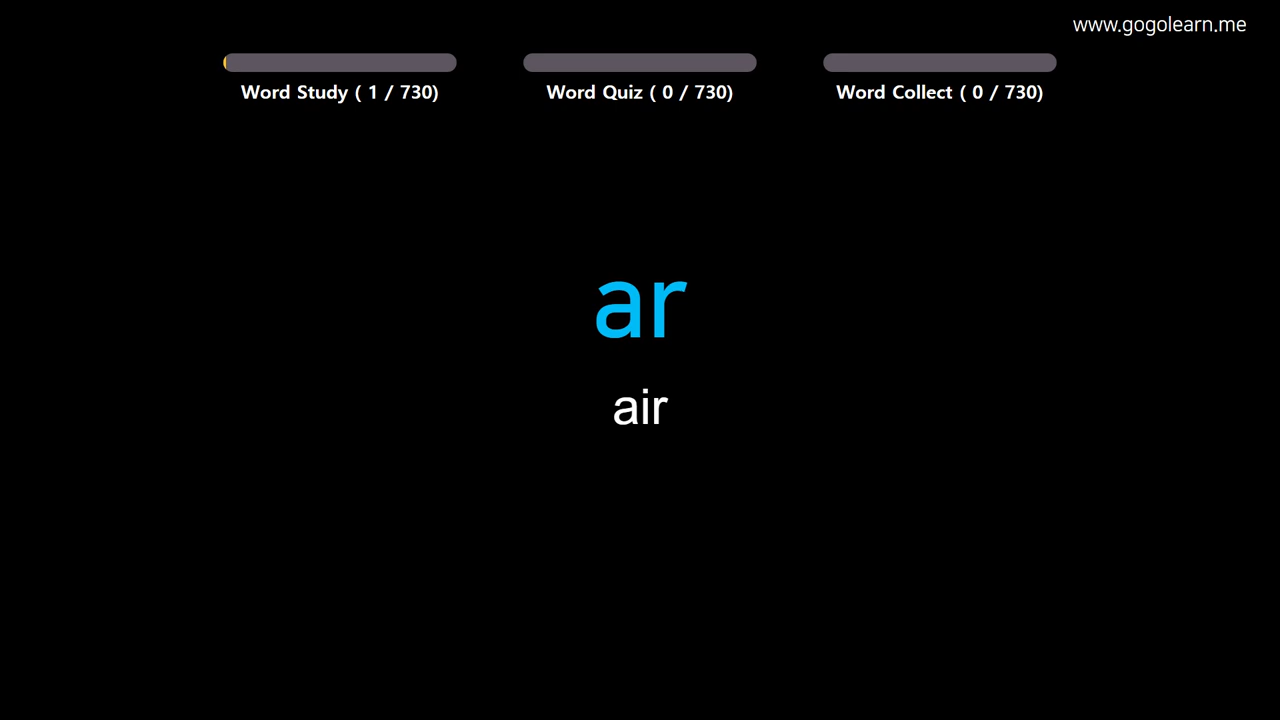 www.gogolearn.me
Word Study ( 1 / 730)
Word Quiz ( 0 / 730)
Word Collect ( 0 / 730)
ar
air